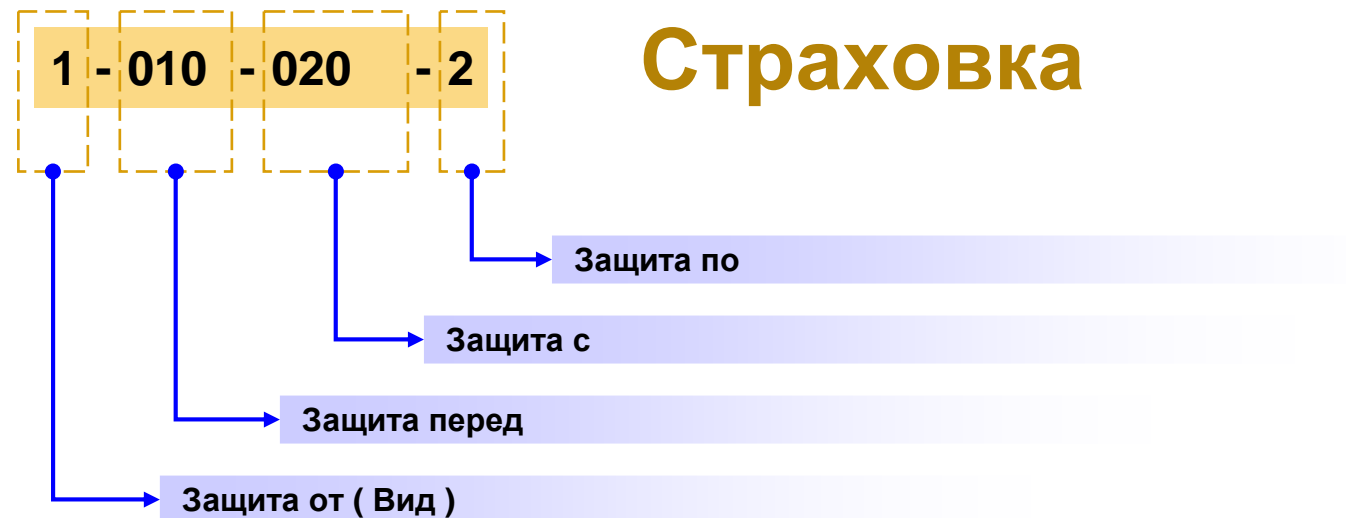 Страховка
1 - 010 - 020 - 2
Защита по
Защита с
Защита перед
Защита от ( Вид )